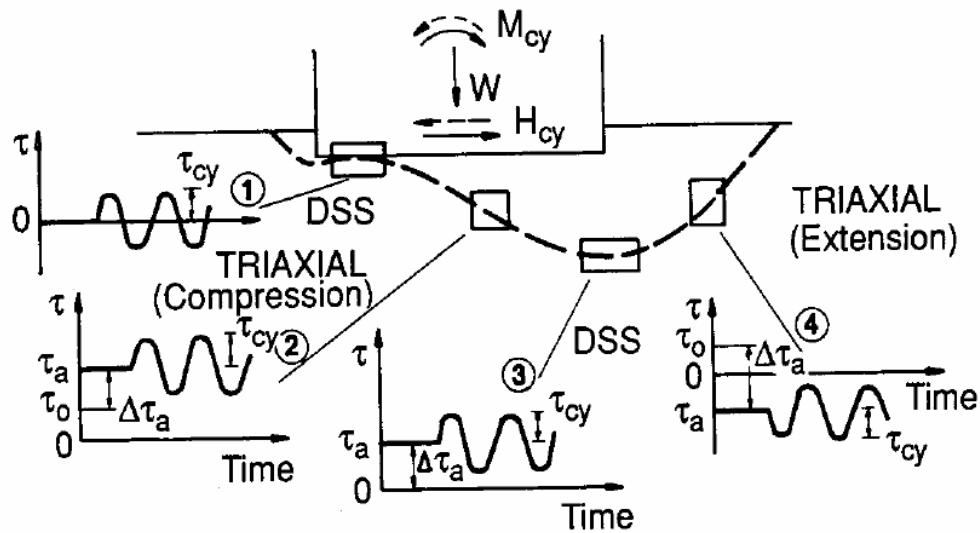 M_cy
W
H_cy
τ
τ_cy
①
0
DSS
TRIAXIAL
(Compression)
TRIAXIAL
(Extension)
τ
τ_cy
②
τ_a
τ_o
Δτ_a
0
Time
τ
③
DSS
τ_cy
τ_a
Δτ_a
0
Time
τ
④
τ_o
Δτ_a
0
Time
τ_a
τ_cy